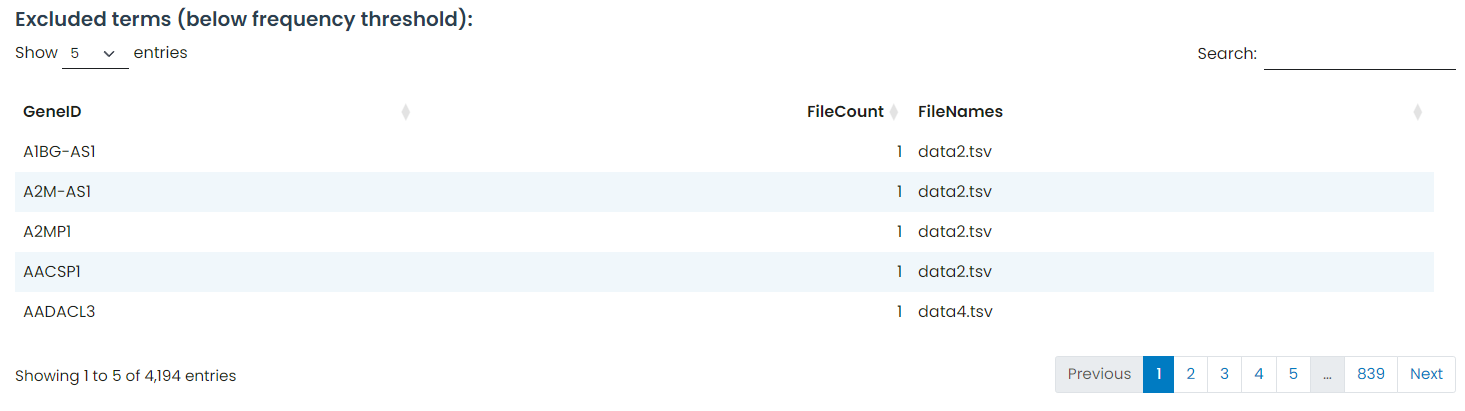 Excluded terms (below frequency threshold):
Show 5 entries Search:
GeneID FileCount FileNames
A1BG-AS1 1 data2.tsv
A2M-AS1 1 data2.tsv
A2MP1 1 data2.tsv
AACSP1 1 data2.tsv
AADACL3 1 data4.tsv
Showing 1 to 5 of 4,194 entries Previous 1 2 3 4 5 ... 839 Next